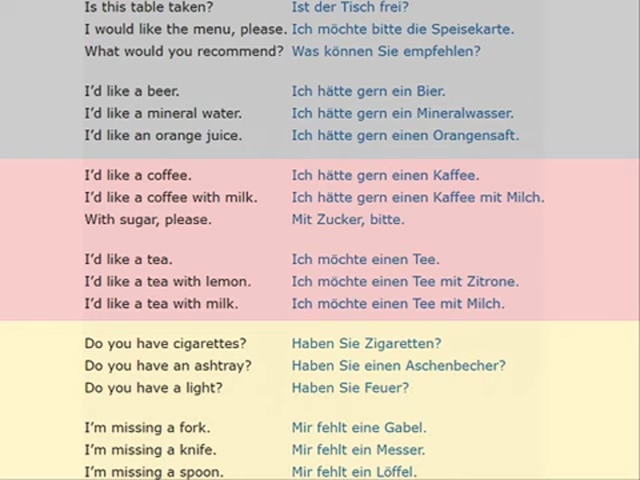 Is this table taken? Ist der Tisch frei?
I would like the menu, please. Ich möchte bitte die Speisekarte.
What would you recommend? Was können Sie empfehlen?
I'd like a beer. Ich hätte gern ein Bier.
I'd like a mineral water. Ich hätte gern ein Mineralwasser.
I'd like an orange juice. Ich hätte gern einen Orangensaft.
I'd like a coffee. Ich hätte gern einen Kaffee.
I'd like a coffee with milk. Ich hätte gern einen Kaffee mit Milch.
With sugar, please. Mit Zucker, bitte.
I'd like a tea. Ich möchte einen Tee.
I'd like a tea with lemon. Ich möchte einen Tee mit Zitrone.
I'd like a tea with milk. Ich möchte einen Tee mit Milch.
Do you have cigarettes? Haben Sie Zigaretten?
Do you have an ashtray? Haben Sie einen Aschenbecher?
Do you have a light? Haben Sie Feuer?
I'm missing a fork. Mir fehlt eine Gabel.
I'm missing a knife. Mir fehlt ein Messer.
I'm missing a spoon. Mir fehlt ein Löffel.